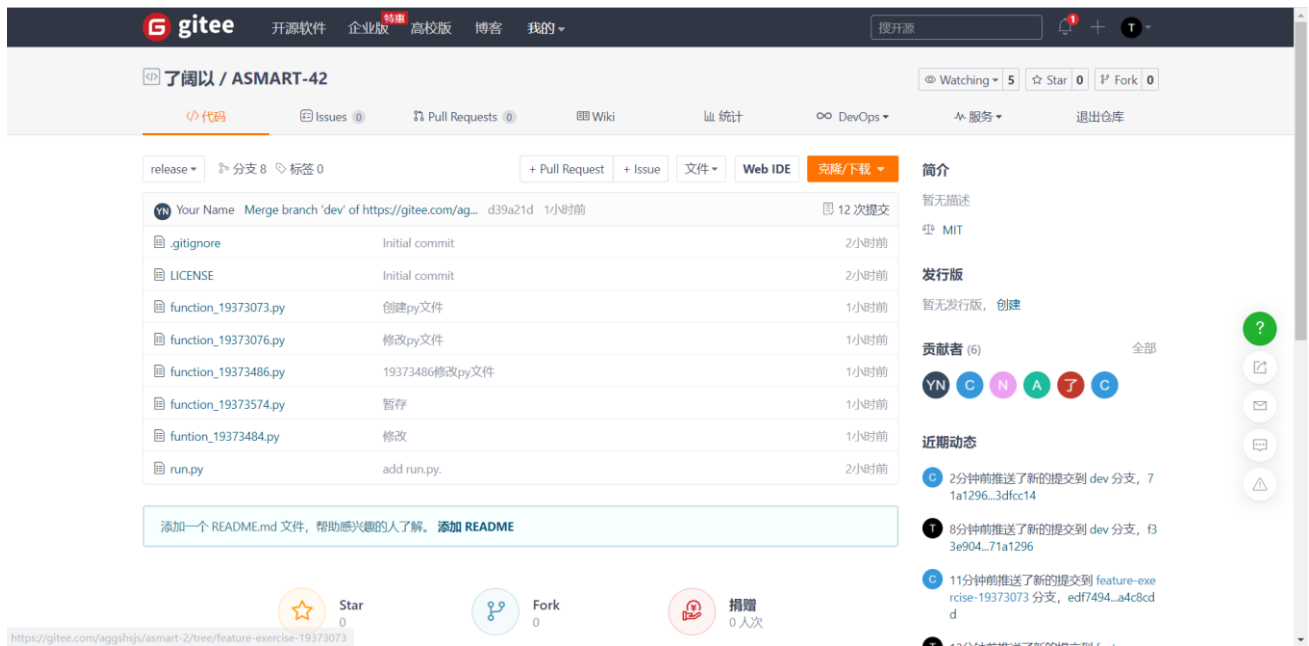 gitee 开源软件 企业版 特惠 高校版 博客 我的 搜开源 1 T
了阔以 / ASMART-42 Watching 5 Star 0 Fork 0
代码 Issues 0 Pull Requests 0 Wiki 统计 DevOps 服务 退出仓库
release 分支 8 标签 0 + Pull Request + Issue 文件 Web IDE 克隆/下载
YN Your Name Merge branch 'dev' of https://gitee.com/ag... d39a21d 1小时前 12 次提交
.gitignore Initial commit 2小时前
LICENSE Initial commit 2小时前
function_19373073.py 创建py文件 1小时前
function_19373076.py 修改py文件 1小时前
function_19373486.py 19373486修改py文件 1小时前
function_19373574.py 暂存 1小时前
funtion_19373484.py 修改 1小时前
run.py add run.py. 2小时前
添加一个 README.md 文件，帮助感兴趣的人了解。 添加 README
Star
0
Fork
0
捐赠
0 人次
简介
暂无描述
MIT
发行版
暂无发行版， 创建
贡献者 (6) 全部
YN C N A 了 C
近期动态
C 2分钟前推送了新的提交到 dev 分支，7
1a1296...3dfcc14
T 8分钟前推送了新的提交到 dev 分支，f3
3e904...71a1296
C 11分钟前推送了新的提交到 feature-exe
rcise-19373073 分支，edf7494...a4c8cd
d
?
https://gitee.com/aggshsjs/asmart-2/tree/feature-exercise-19373073